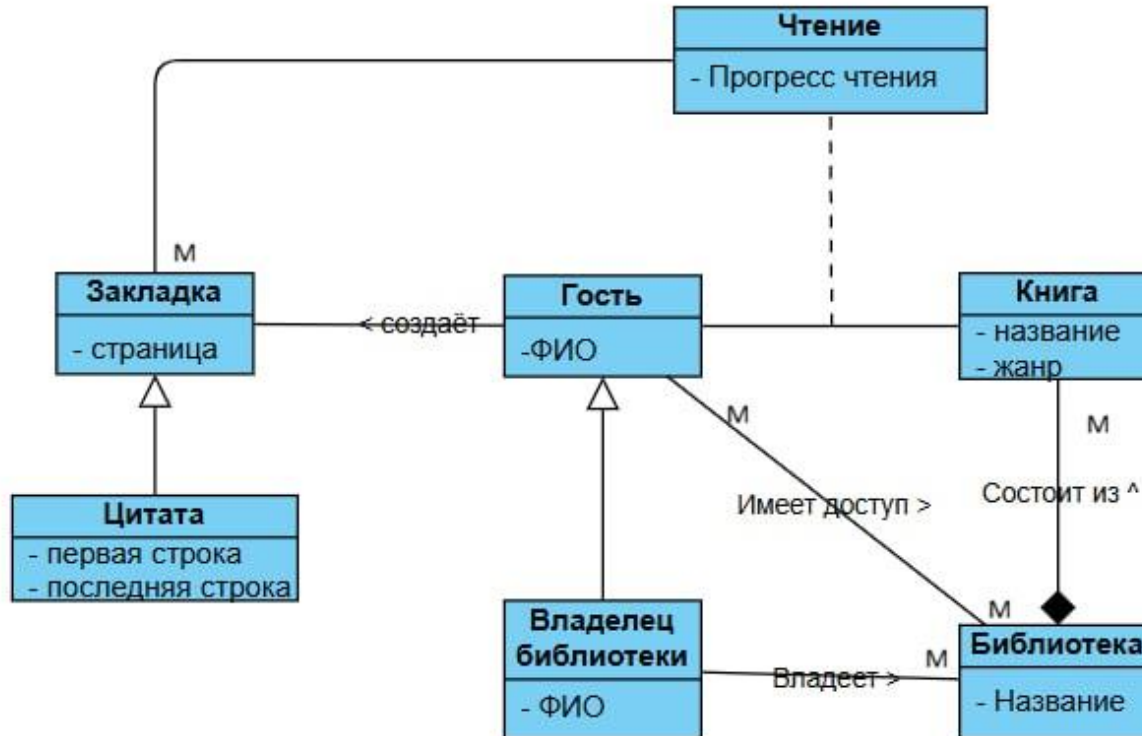 Чтение
- Прогресс чтения
М
Закладка
- страница
< создаёт
Гость
-ФИО
Книга
- название
- жанр
М
М
Имеет доступ >
Состоит из ^
Цитата
- первая строка
- последняя строка
М
Владелец
библиотеки
- ФИО
Владеет >
М
Библиотека
- Название